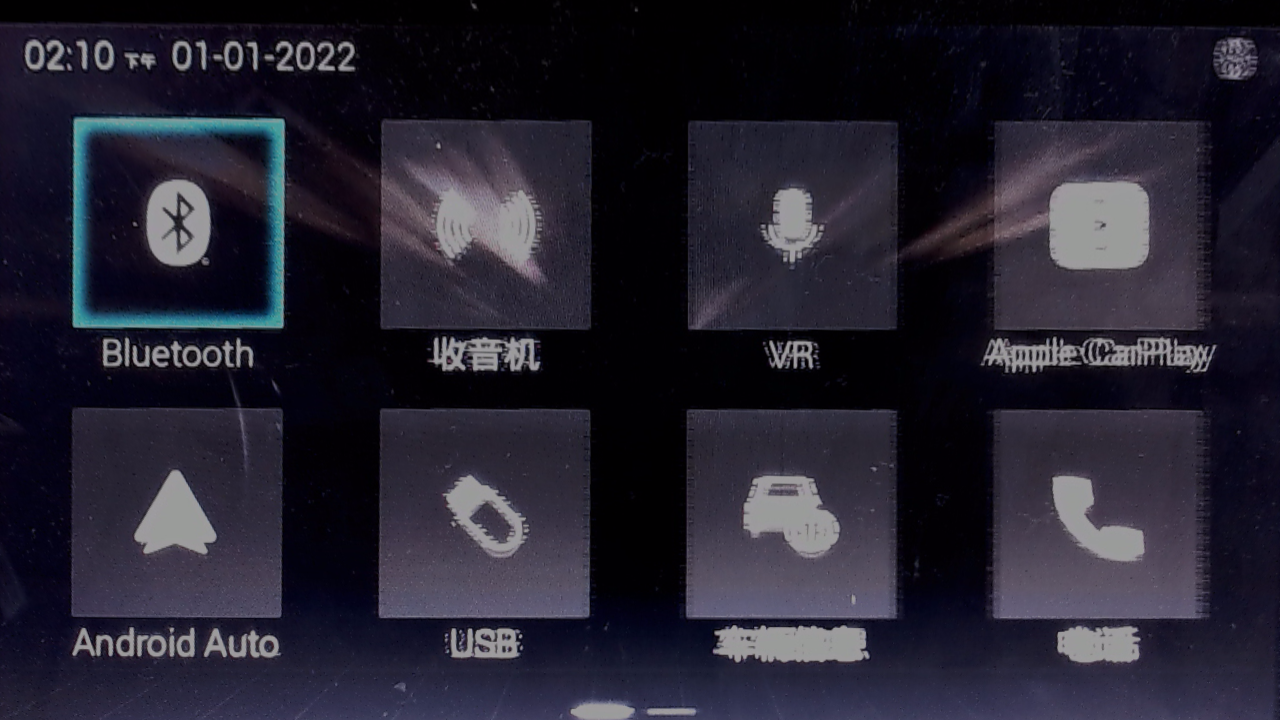 02:10 下午 01-01-2022
Bluetooth 收音机 VR Apple CarPlay
Android Auto USB 电话